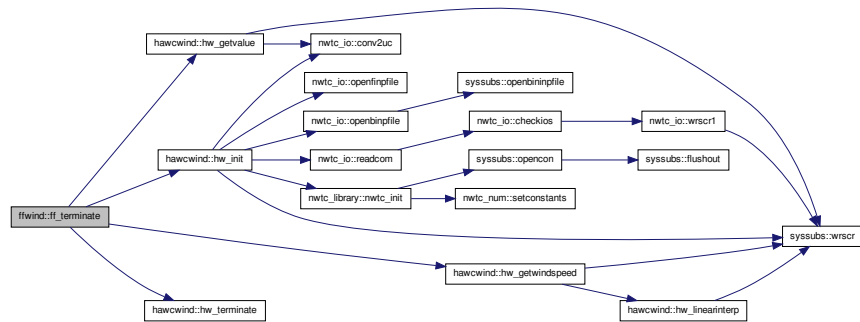 hawcwind::hw_getvalue
nwtc_io::conv2uc
nwtc_io::openfinpfile
syssubs::openbininpfile
nwtc_io::openbinpfile
nwtc_io::checkios
nwtc_io::wrscr1
hawcwind::hw_init
nwtc_io::readcom
syssubs::opencon
syssubs::flushout
nwtc_library::nwtc_init
nwtc_num::setconstants
ffwind::ff_terminate
syssubs::wrscr
hawcwind::hw_getwindspeed
hawcwind::hw_terminate
hawcwind::hw_linearinterp